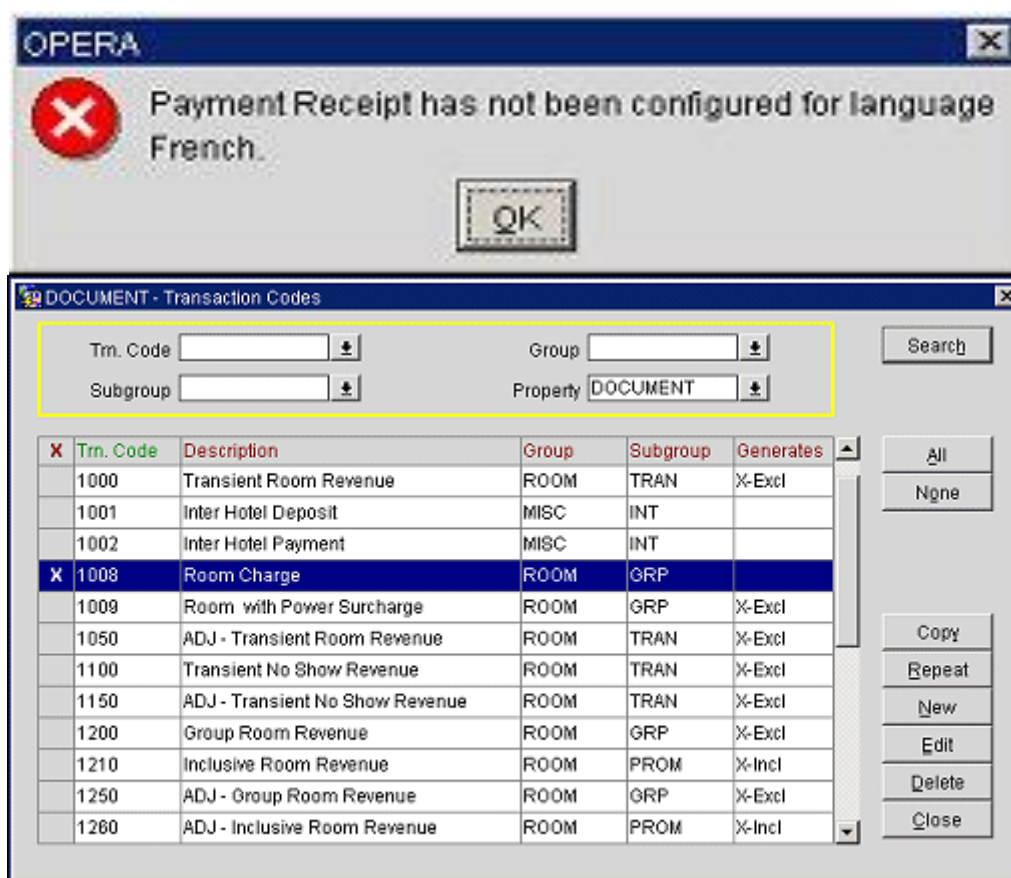 OPERA
Payment Receipt has not been configured for language
French.
OK
DOCUMENT - Transaction Codes
Trn. Code Group Search
Subgroup Property DOCUMENT
X Trn. Code Description Group Subgroup Generates All
1000 Transient Room Revenue ROOM TRAN X-Excl None
1001 Inter Hotel Deposit MISC INT
1002 Inter Hotel Payment MISC INT
X 1008 Room Charge ROOM GRP
1009 Room with Power Surcharge ROOM GRP X-Excl
1050 ADJ - Transient Room Revenue ROOM TRAN X-Excl Copy
1100 Transient No Show Revenue ROOM TRAN X-Excl Repeat
1150 ADJ - Transient No Show Revenue ROOM TRAN X-Excl New
1200 Group Room Revenue ROOM GRP X-Excl Edit
1210 Inclusive Room Revenue ROOM PROM X-Incl
1250 ADJ - Group Room Revenue ROOM GRP X-Excl Delete
1260 ADJ - Inclusive Room Revenue ROOM PROM X-Incl Close